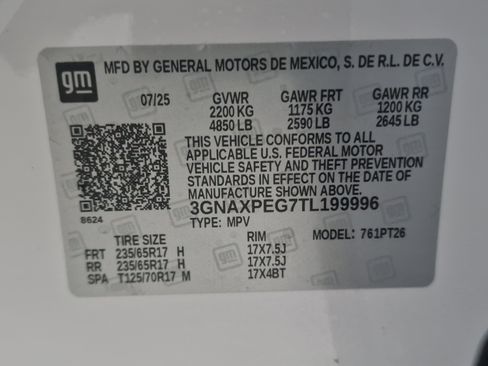 gm
MFD BY GENERAL MOTORS DE MEXICO, S. DE R.L. DE C.V.
07/25 GVWR GAWR FRT GAWR RR
2200 KG 1175 KG 1200 KG
4850 LB 2590 LB 2645 LB
THIS VEHICLE CONFORMS TO ALL
APPLICABLE U.S. FEDERAL MOTOR
VEHICLE SAFETY AND THEFT PREVENTION
STANDARDS IN EFFECT ON THE DATE OF
MANUFACTURE SHOWN ABOVE.
8624 3GNAXPEG7TL199996
TYPE: MPV MODEL: 761PT26
TIRE SIZE RIM
FRT 235/65R17 H 17X7.5J
RR 235/65R17 H 17X7.5J
SPA T125/70R17 M 17X4BT